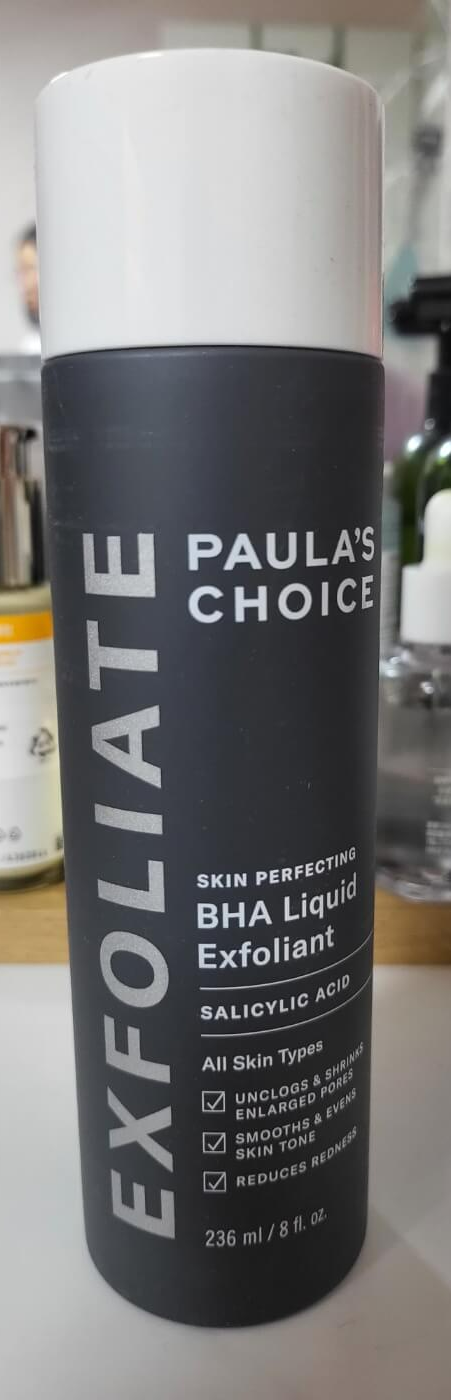 EXFOLIATE
PAULA'S
CHOICE
SKIN PERFECTING
BHA Liquid
Exfoliant
SALICYLIC ACID
All Skin Types
UNCLOGS & SHRINKS
ENLARGED PORES
SMOOTHS & EVENS
SKIN TONE
REDUCES REDNESS
236 ml / 8 fl. oz.